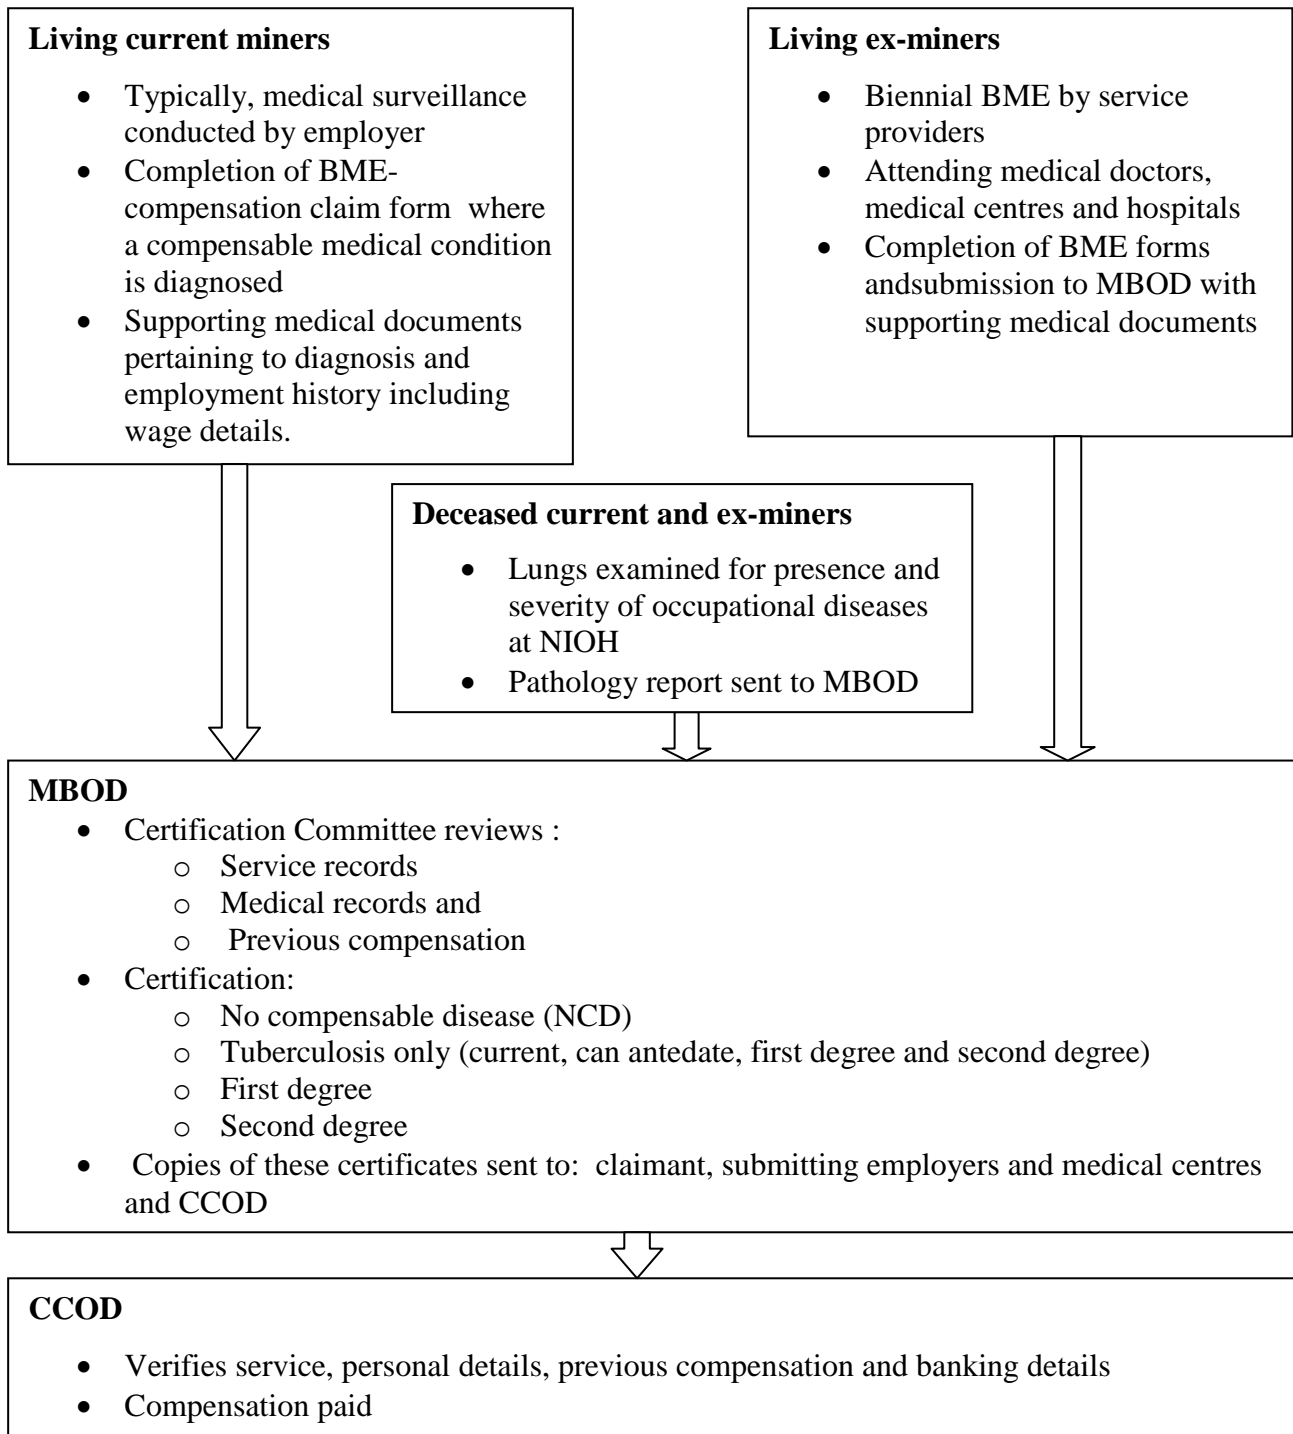 Living current miners
• Typically, medical surveillance
conducted by employer
• Completion of BME-
compensation claim form where
a compensable medical condition
is diagnosed
• Supporting medical documents
pertaining to diagnosis and
employment history including
wage details.
Living ex-miners
• Biennial BME by service
providers
• Attending medical doctors,
medical centres and hospitals
• Completion of BME forms
andsubmission to MBOD with
supporting medical documents
Deceased current and ex-miners
• Lungs examined for presence and
severity of occupational diseases
at NIOH
• Pathology report sent to MBOD
MBOD
• Certification Committee reviews :
o Service records
o Medical records and
o Previous compensation
• Certification:
o No compensable disease (NCD)
o Tuberculosis only (current, can antedate, first degree and second degree)
o First degree
o Second degree
• Copies of these certificates sent to: claimant, submitting employers and medical centres
and CCOD
CCOD
• Verifies service, personal details, previous compensation and banking details
• Compensation paid